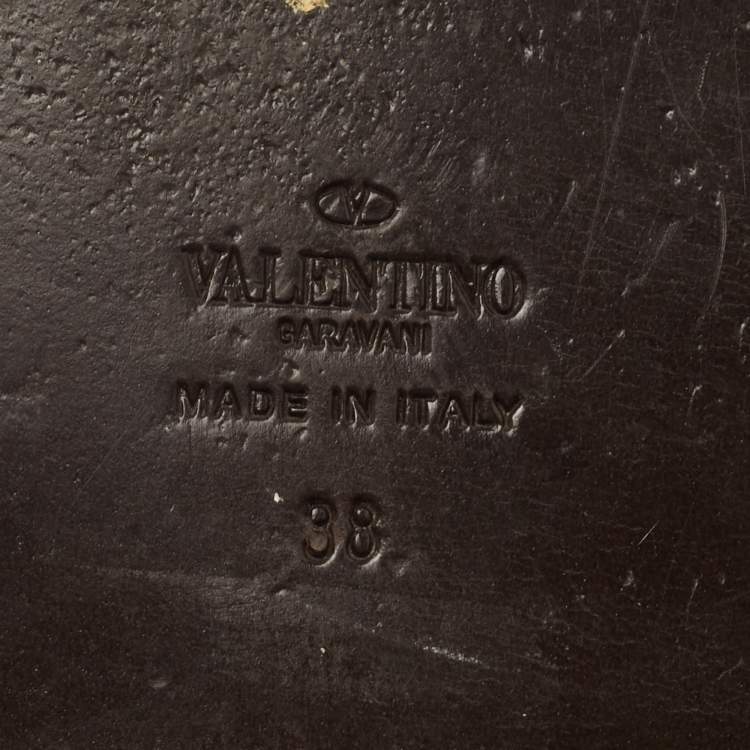 V
VALENTINO
GARAVANI
MADE IN ITALY
38